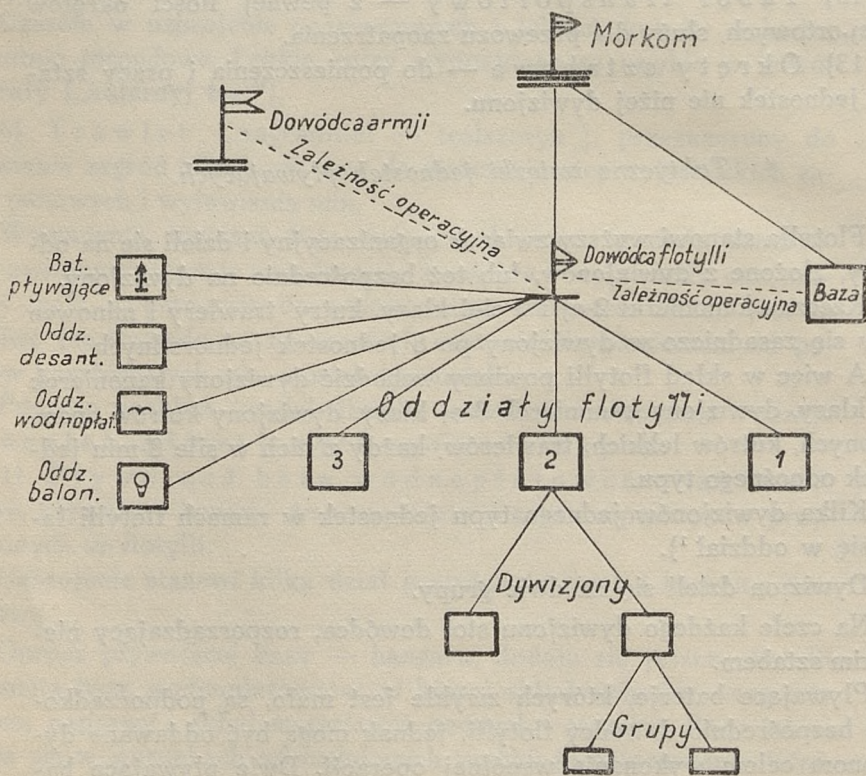 Morkom
Dowódca armji
Zależność operacyjna
Dowódca flotylli
Zależność operacyjna
Baza
Bat.
pływające
Oddz.
desant.
Oddz.
wodnopłat.
Oddz.
balon.
Oddziały flotylli
3
2
1
Dywizjony
Grupy